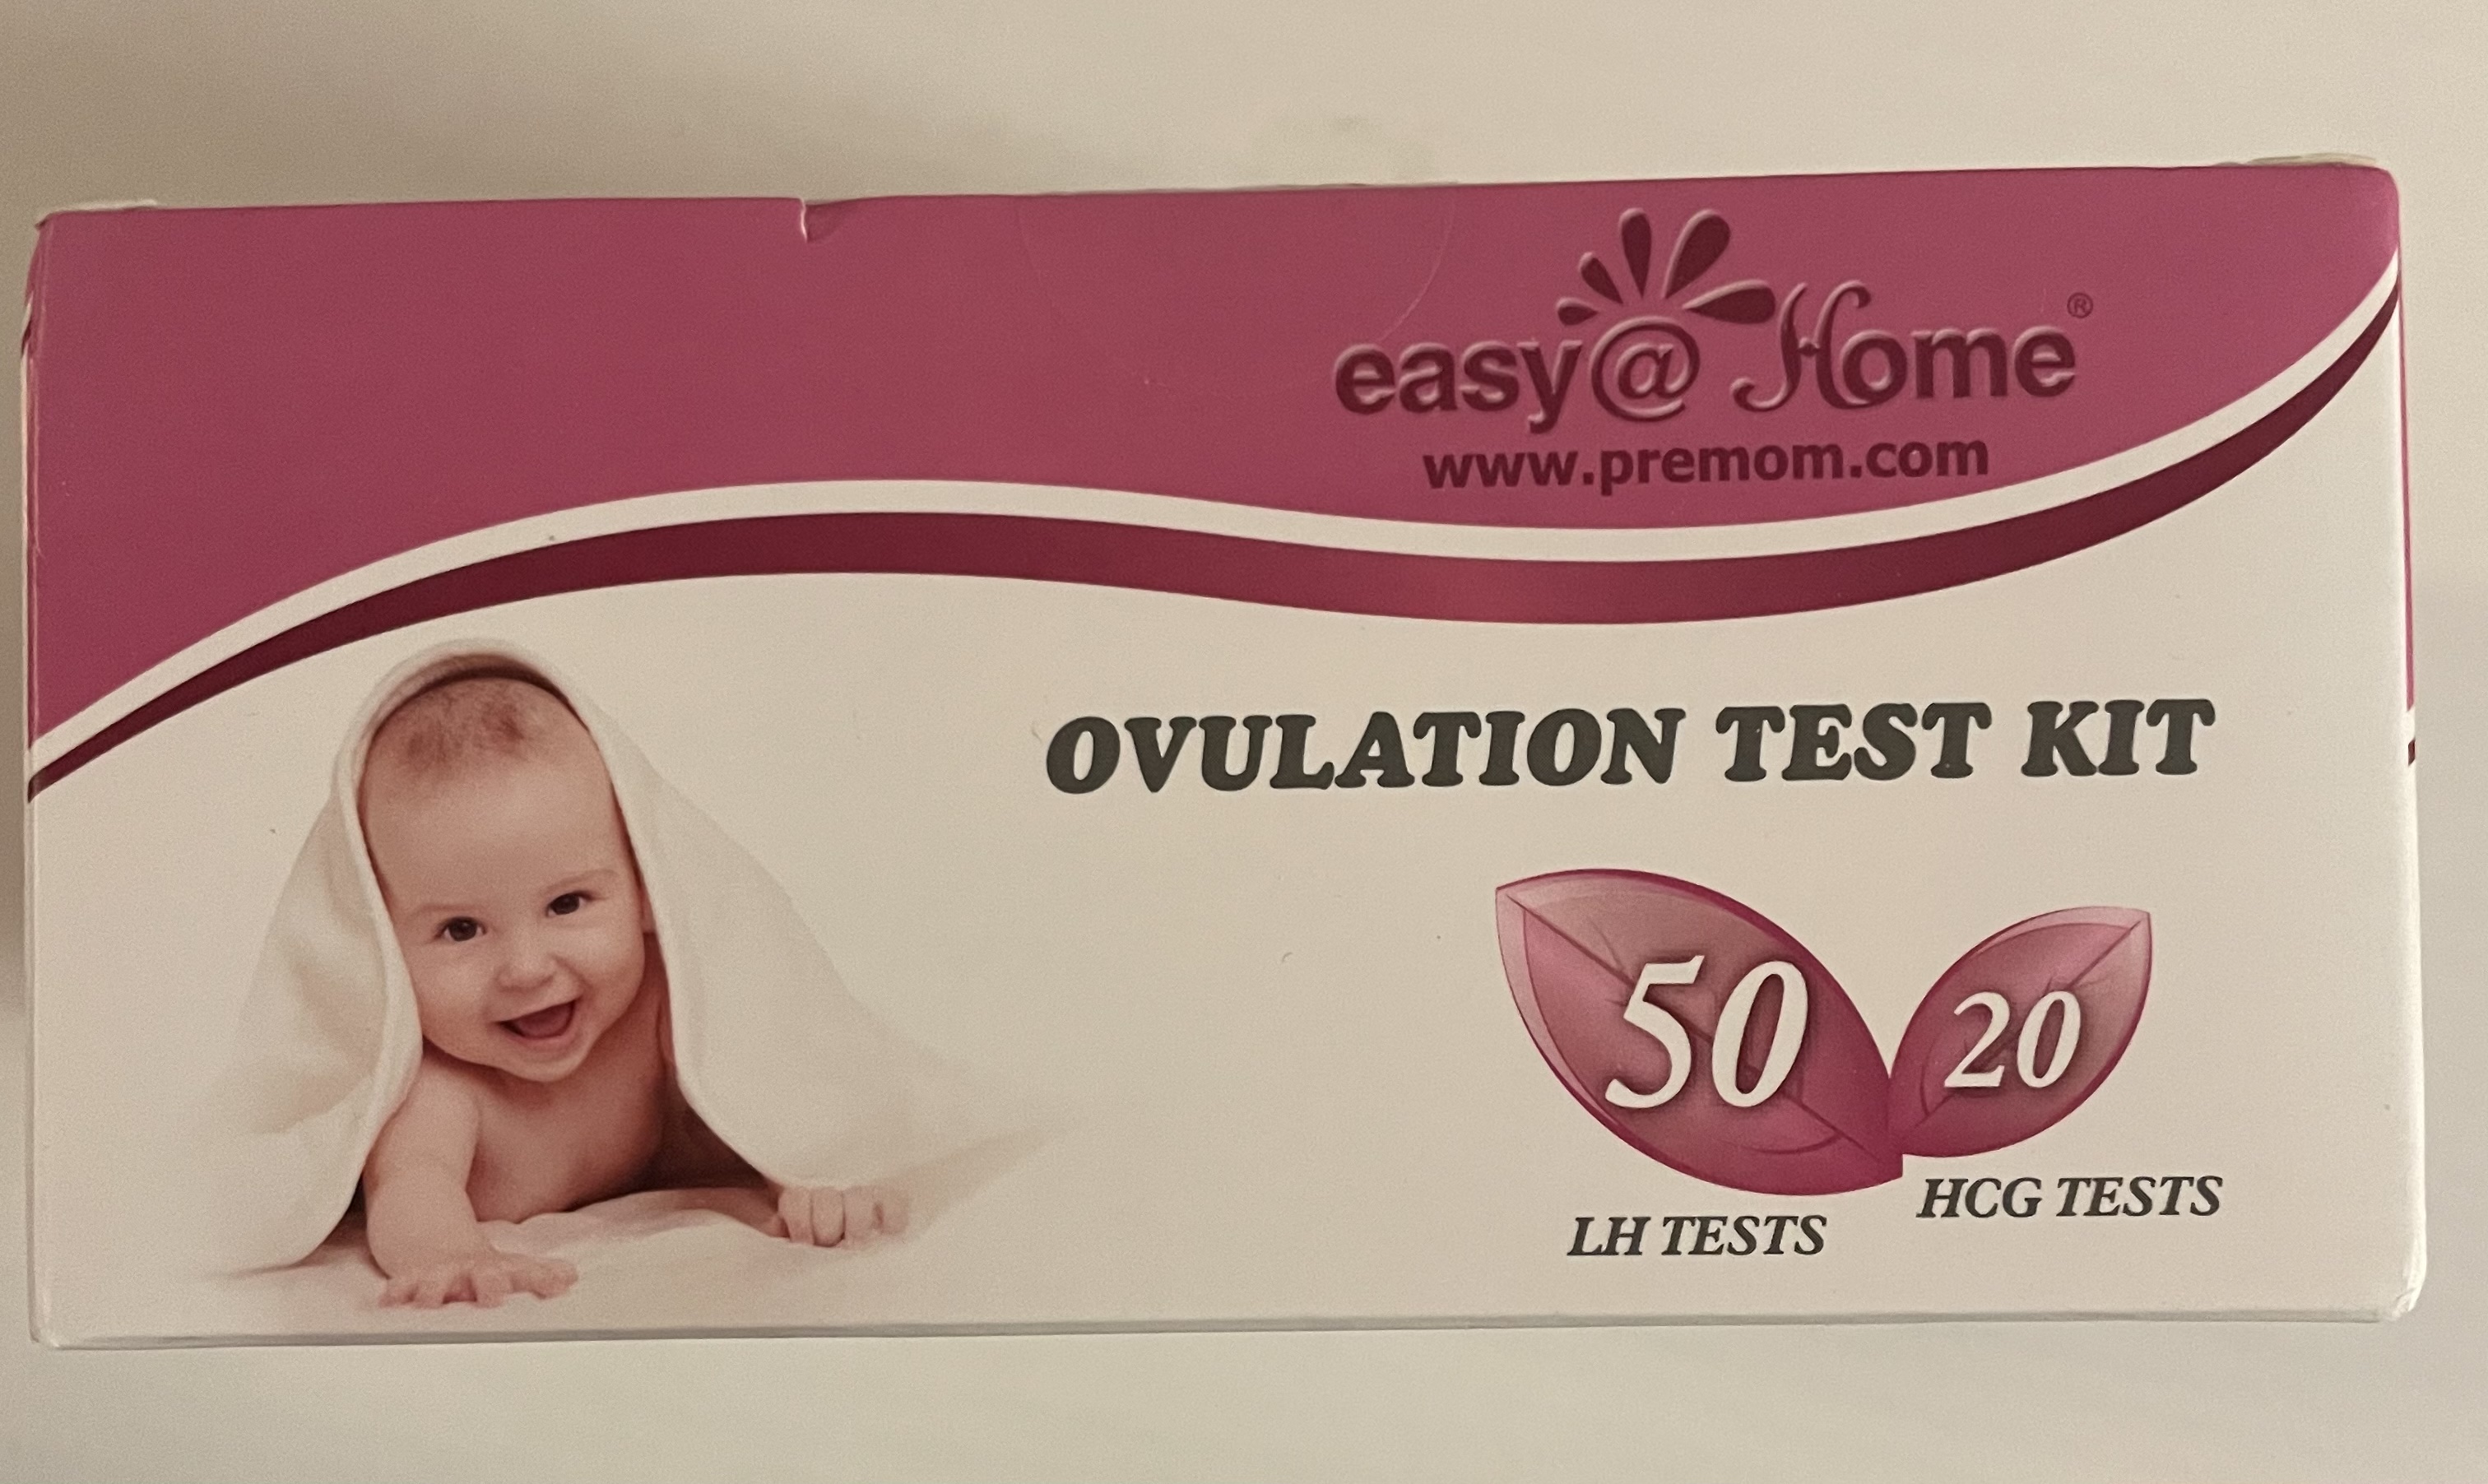 easy@Home®
www.premom.com
OVULATION TEST KIT
50
20
LH TESTS
HCG TESTS